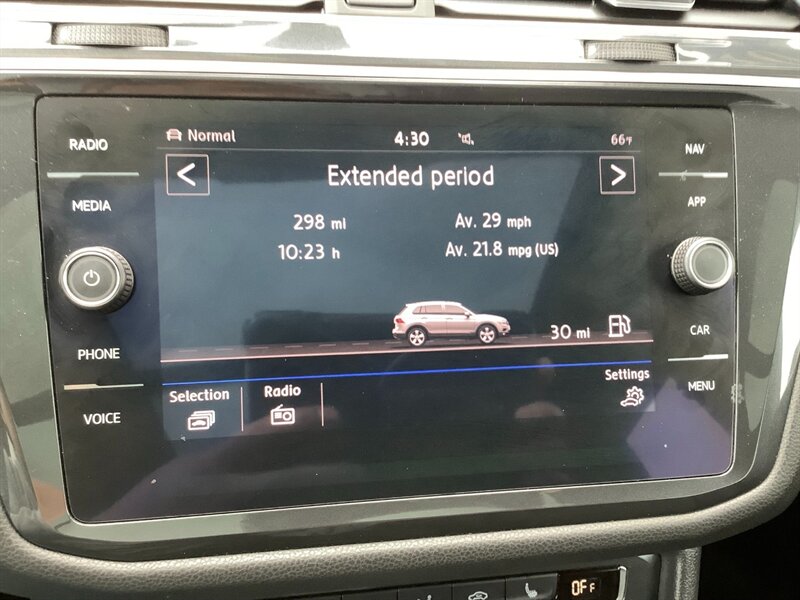 Normal 4:30 66°F
RADIO
NAV
< Extended period >
MEDIA
APP
298 mi Av. 29 mph
10:23 h Av. 21.8 mpg (US)
30 mi
CAR
PHONE
MENU
VOICE
Selection Radio Settings
OFF